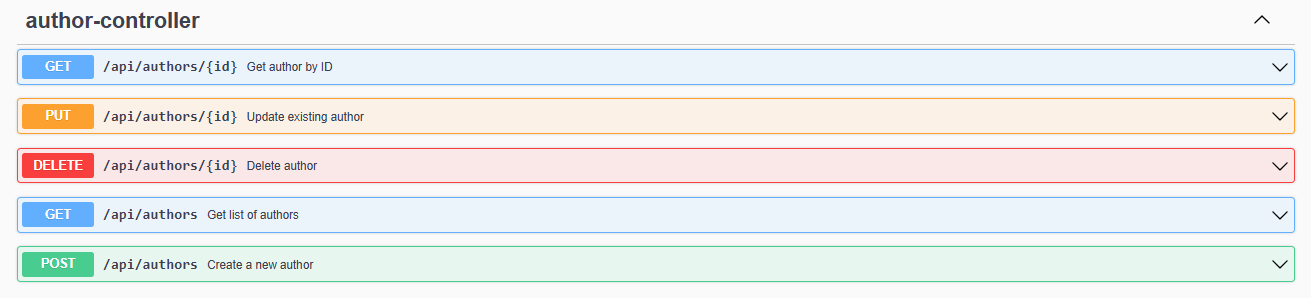 author-controller
GET /api/authors/{id} Get author by ID
PUT /api/authors/{id} Update existing author
DELETE /api/authors/{id} Delete author
GET /api/authors Get list of authors
POST /api/authors Create a new author